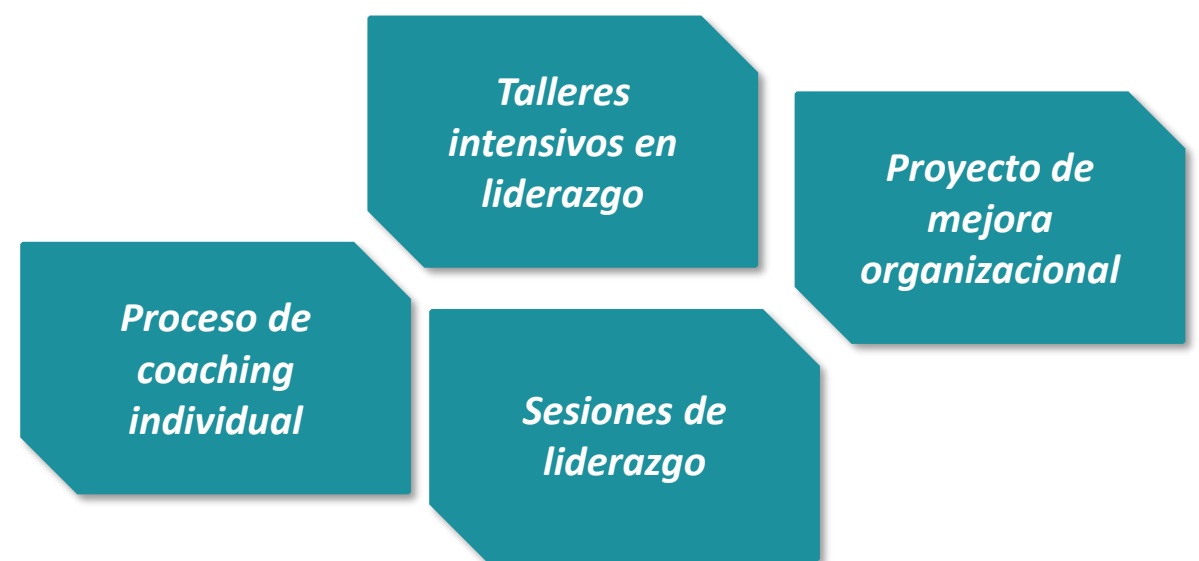 Talleres
intensivos en
liderazgo
Proyecto de
mejora
organizacional
Proceso de
coaching
individual
Sesiones de
liderazgo